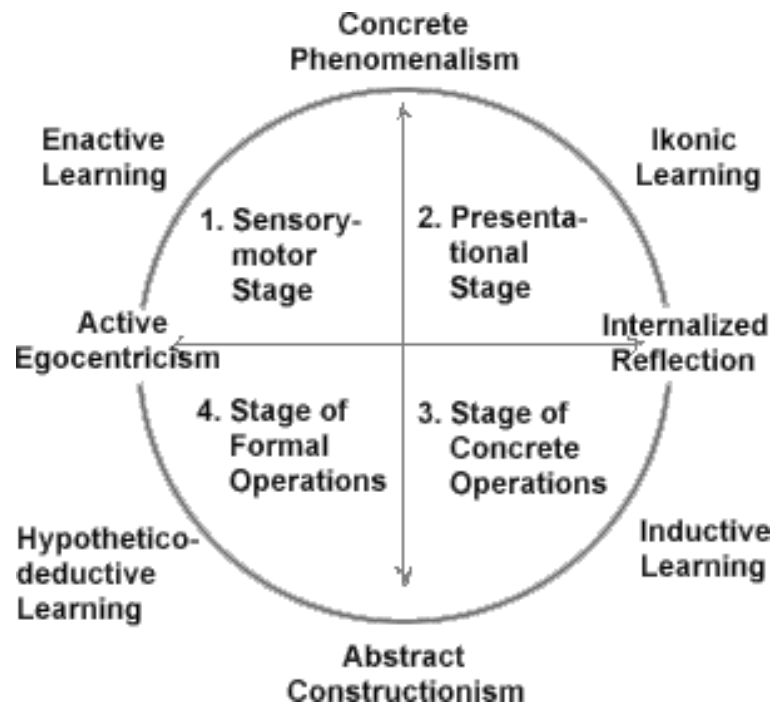 Concrete
Phenomenalism
Enactive
Learning
Ikonic
Learning
1. Sensory-
motor
Stage
2. Presenta-
tional
Stage
Active
Egocentricism
Internalized
Reflection
4. Stage of
Formal
Operations
3. Stage of
Concrete
Operations
Hypothetico-
deductive
Learning
Inductive
Learning
Abstract
Constructionism